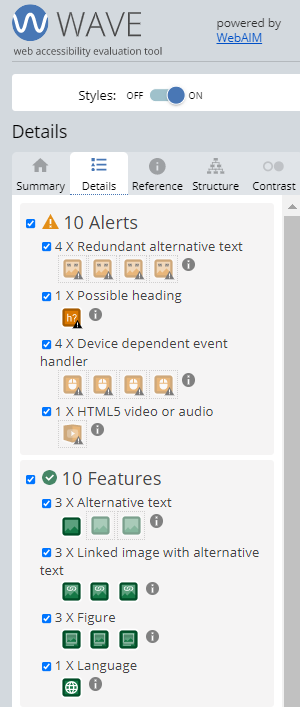 WAVE
web accessibility evaluation tool
powered by
WebAIM
Styles: OFF ON
Details
Summary Details Reference Structure Contrast
10 Alerts
4 X Redundant alternative text
1 X Possible heading
h?
4 X Device dependent event
handler
1 X HTML5 video or audio
10 Features
3 X Alternative text
3 X Linked image with alternative
text
3 X Figure
1 X Language